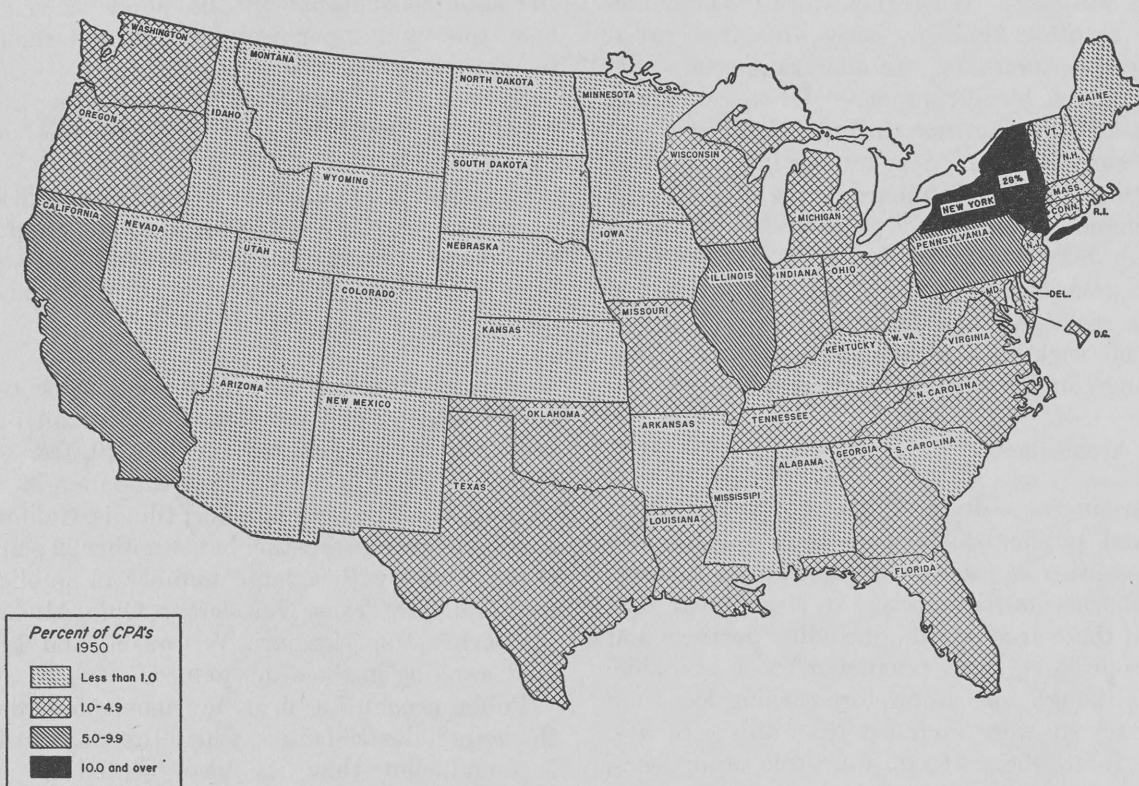 WASHINGTON
MONTANA
NORTH DAKOTA
MINNESOTA
MAINE
OREGON
IDAHO
VT.
WISCONSIN
N.H.
SOUTH DAKOTA
WYOMING
28%
MICHIGAN
MASS.
CALIFORNIA
NEW YORK
CONN.
R.I.
NEVADA
IOWA
UTAH
NEBRASKA
PENNSYLVANIA
N.J.
ILLINOIS
INDIANA
OHIO
COLORADO
MD.
DEL.
MISSOURI
KANSAS
W.VA.
D.C.
KENTUCKY
VIRGINIA
ARIZONA
NEW MEXICO
N. CAROLINA
OKLAHOMA
TENNESSEE
ARKANSAS
S. CAROLINA
GEORGIA
ALABAMA
TEXAS
MISSISSIPI
LOUISIANA
FLORIDA
Percent of CPA's
1950
Less than 1.0
1.0-4.9
5.0-9.9
10.0 and over